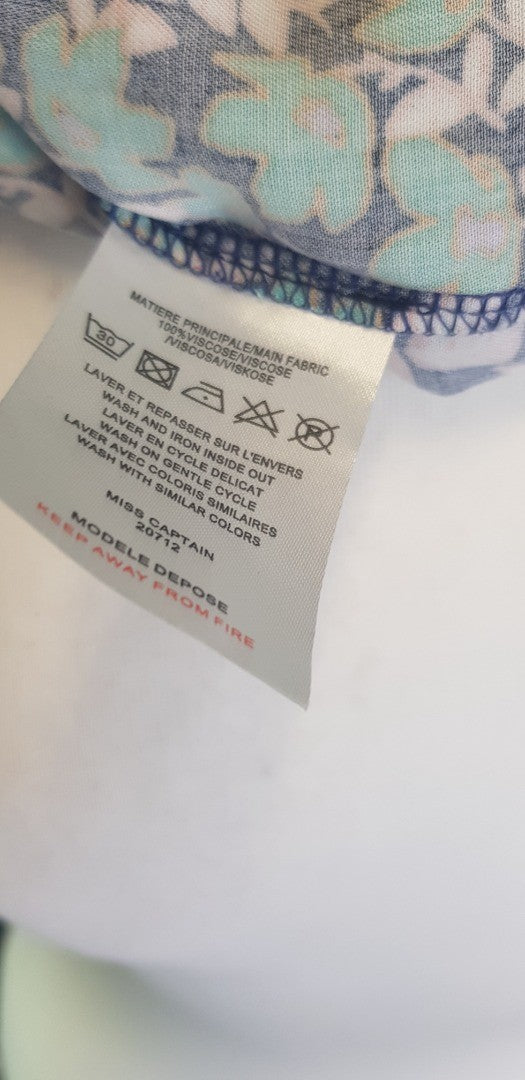 MATIERE PRINCIPALE/MAIN FABRIC
100%VISCOSE/VISCOSE
/VISCOSA/VISKOSE
30
P
LAVER ET REPASSER SUR L'ENVERS
WASH AND IRON INSIDE OUT
LAVER EN CYCLE DELICAT
WASH ON GENTLE CYCLE
LAVER AVEC COLORIS SIMILAIRES
WASH WITH SIMILAR COLORS
MISS CAPTAIN
20712
MODELE DEPOSE
KEEP AWAY FROM FIRE